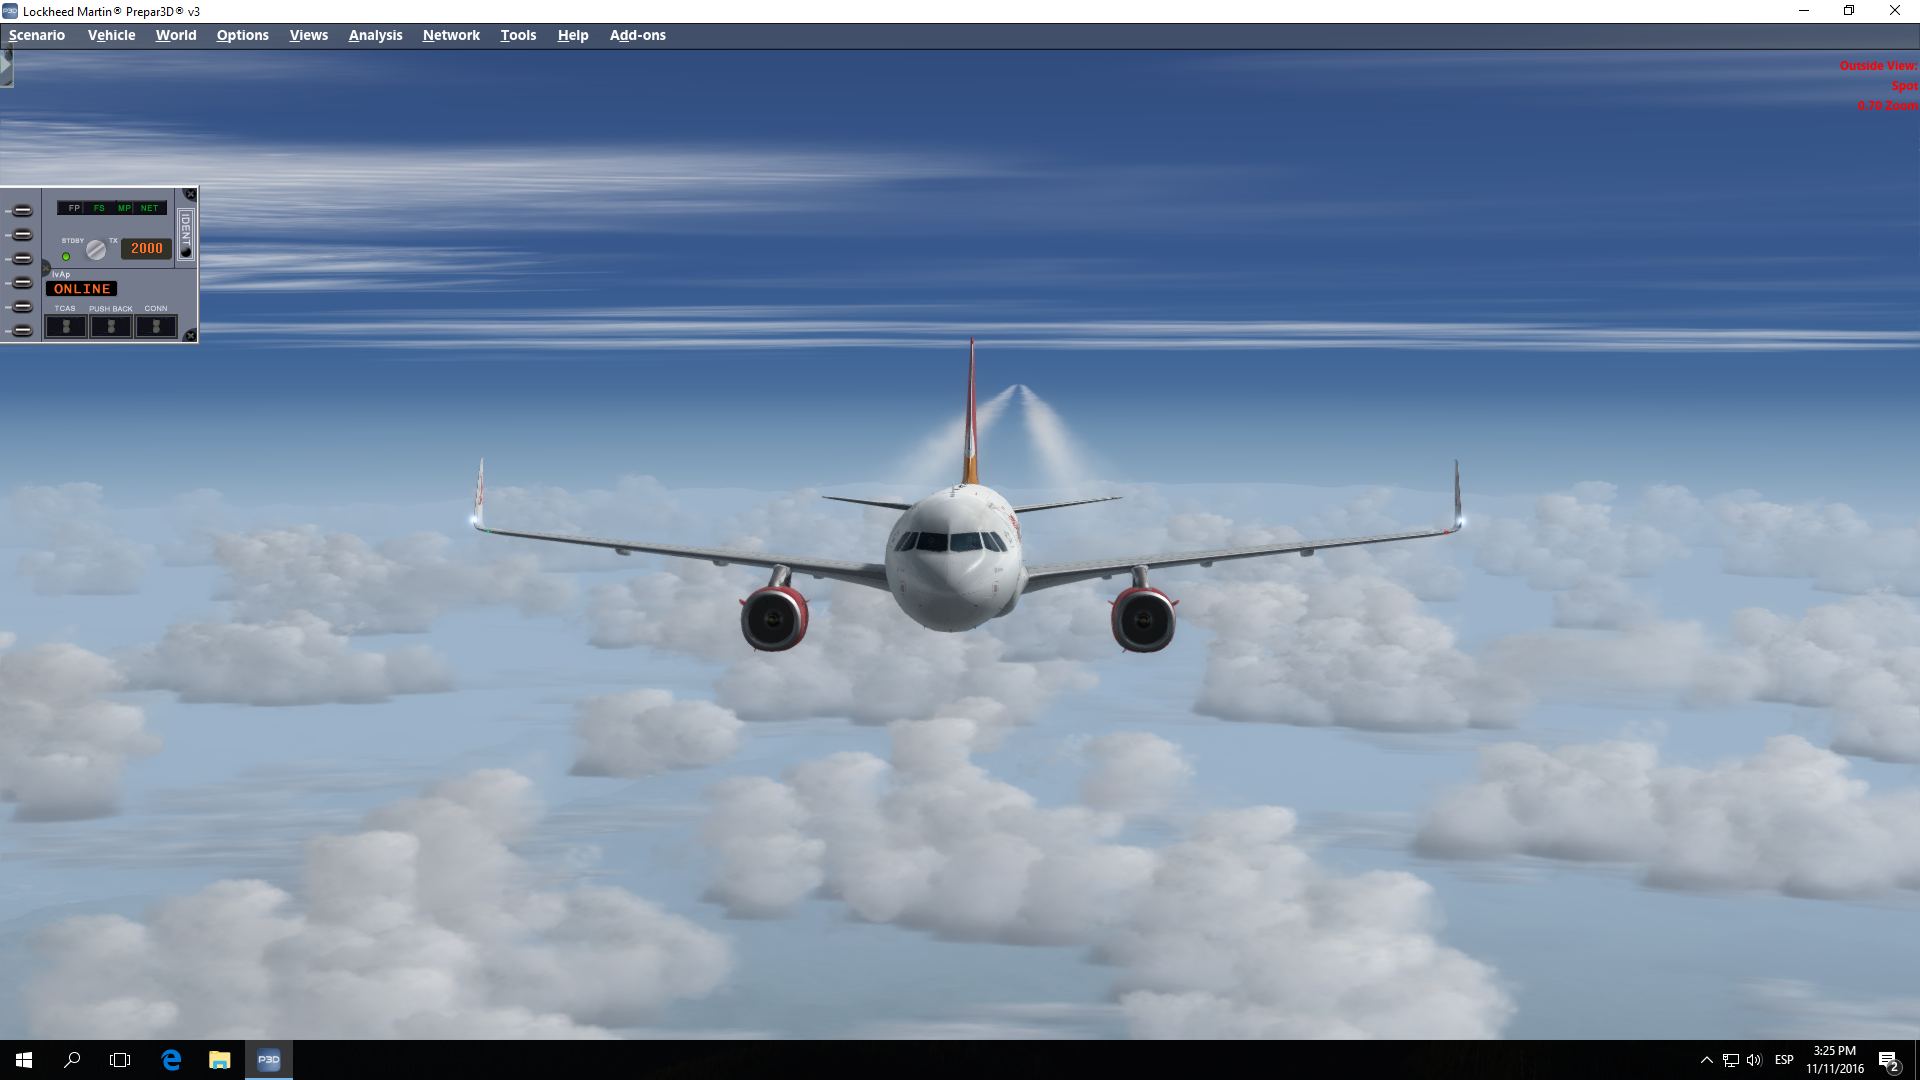 Lockheed Martin® Prepar3D® v3
Scenario Vehicle World Options Views Analysis Network Tools Help Add-ons
Outside View:
Spot
0.70 Zoom
FP FS MP NET
IDENT
STDBY TX 2000
IvAp
ONLINE
TCAS PUSH BACK CONN
P3D
ESP
3:25 PM
11/11/2016
2